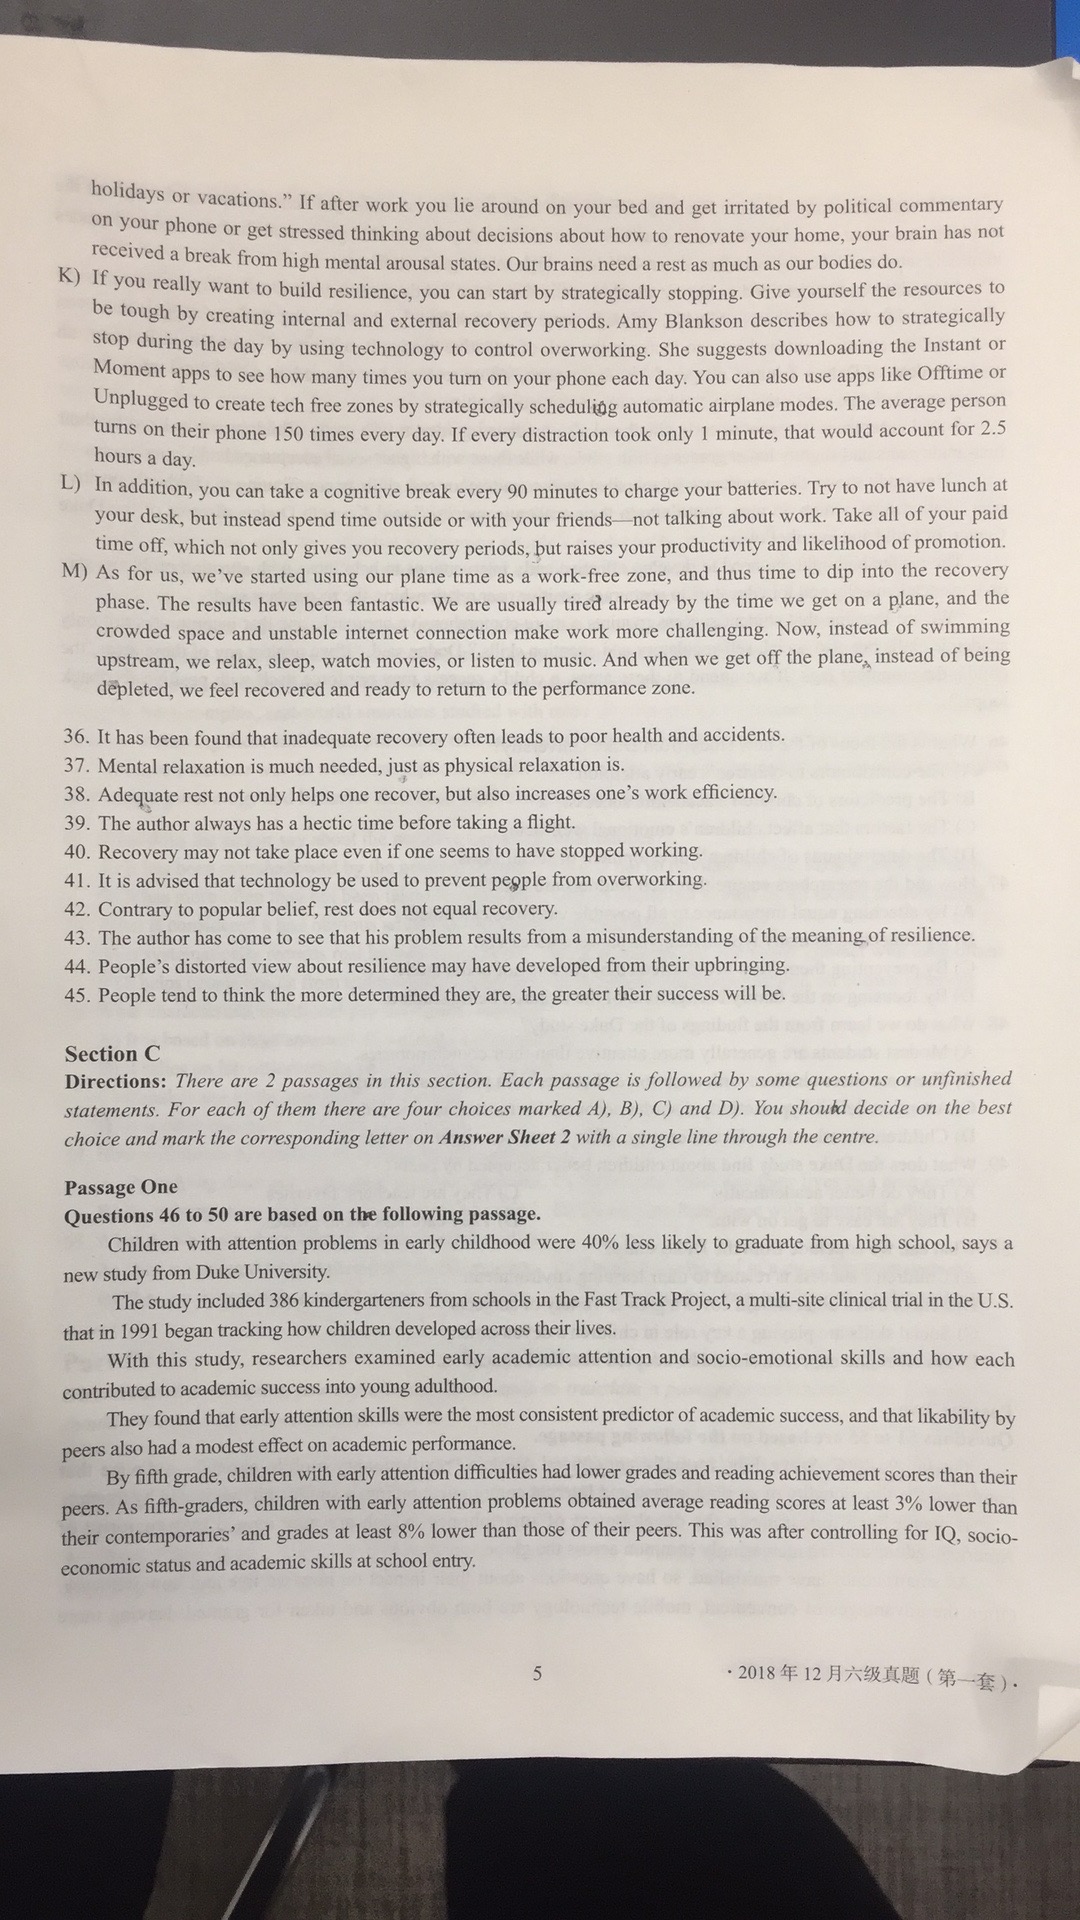 holidays or vacations.” If after work you lie around on your bed and get irritated by political commentary
on your phone or get stressed thinking about decisions about how to renovate your home, your brain has not
received a break from high mental arousal states. Our brains need a rest as much as our bodies do.
K) If you really want to build resilience, you can start by strategically stopping. Give yourself the resources to
be tough by creating internal and external recovery periods. Amy Blankson describes how to strategically
stop during the day by using technology to control overworking. She suggests downloading the Instant or
Moment apps to see how many times you turn on your phone each day. You can also use apps like Offtime or
Unplugged to create tech free zones by strategically scheduling automatic airplane modes. The average person
turns on their phone 150 times every day. If every distraction took only 1 minute, that would account for 2.5
hours a day.
L) In addition, you can take a cognitive break every 90 minutes to charge your batteries. Try to not have lunch at
your desk, but instead spend time outside or with your friends—not talking about work. Take all of your paid
time off, which not only gives you recovery periods, but raises your productivity and likelihood of promotion.
M) As for us, we’ve started using our plane time as a work-free zone, and thus time to dip into the recovery
phase. The results have been fantastic. We are usually tired already by the time we get on a plane, and the
crowded space and unstable internet connection make work more challenging. Now, instead of swimming
upstream, we relax, sleep, watch movies, or listen to music. And when we get off the plane, instead of being
depleted, we feel recovered and ready to return to the performance zone.
36. It has been found that inadequate recovery often leads to poor health and accidents.
37. Mental relaxation is much needed, just as physical relaxation is.
38. Adequate rest not only helps one recover, but also increases one’s work efficiency.
39. The author always has a hectic time before taking a flight.
40. Recovery may not take place even if one seems to have stopped working.
41. It is advised that technology be used to prevent people from overworking.
42. Contrary to popular belief, rest does not equal recovery.
43. The author has come to see that his problem results from a misunderstanding of the meaning of resilience.
44. People’s distorted view about resilience may have developed from their upbringing.
45. People tend to think the more determined they are, the greater their success will be.
Section C
Directions: There are 2 passages in this section. Each passage is followed by some questions or unfinished
statements. For each of them there are four choices marked A), B), C) and D). You should decide on the best
choice and mark the corresponding letter on Answer Sheet 2 with a single line through the centre.
Passage One
Questions 46 to 50 are based on the following passage.
Children with attention problems in early childhood were 40% less likely to graduate from high school, says a
new study from Duke University.
The study included 386 kindergarteners from schools in the Fast Track Project, a multi-site clinical trial in the U.S.
that in 1991 began tracking how children developed across their lives.
With this study, researchers examined early academic attention and socio-emotional skills and how each
contributed to academic success into young adulthood.
They found that early attention skills were the most consistent predictor of academic success, and that likability by
peers also had a modest effect on academic performance.
By fifth grade, children with early attention difficulties had lower grades and reading achievement scores than their
peers. As fifth-graders, children with early attention problems obtained average reading scores at least 3% lower than
their contemporaries’ and grades at least 8% lower than those of their peers. This was after controlling for IQ, socio-
economic status and academic skills at school entry.
5
· 2018 年 12 月六级真题（第一套）·